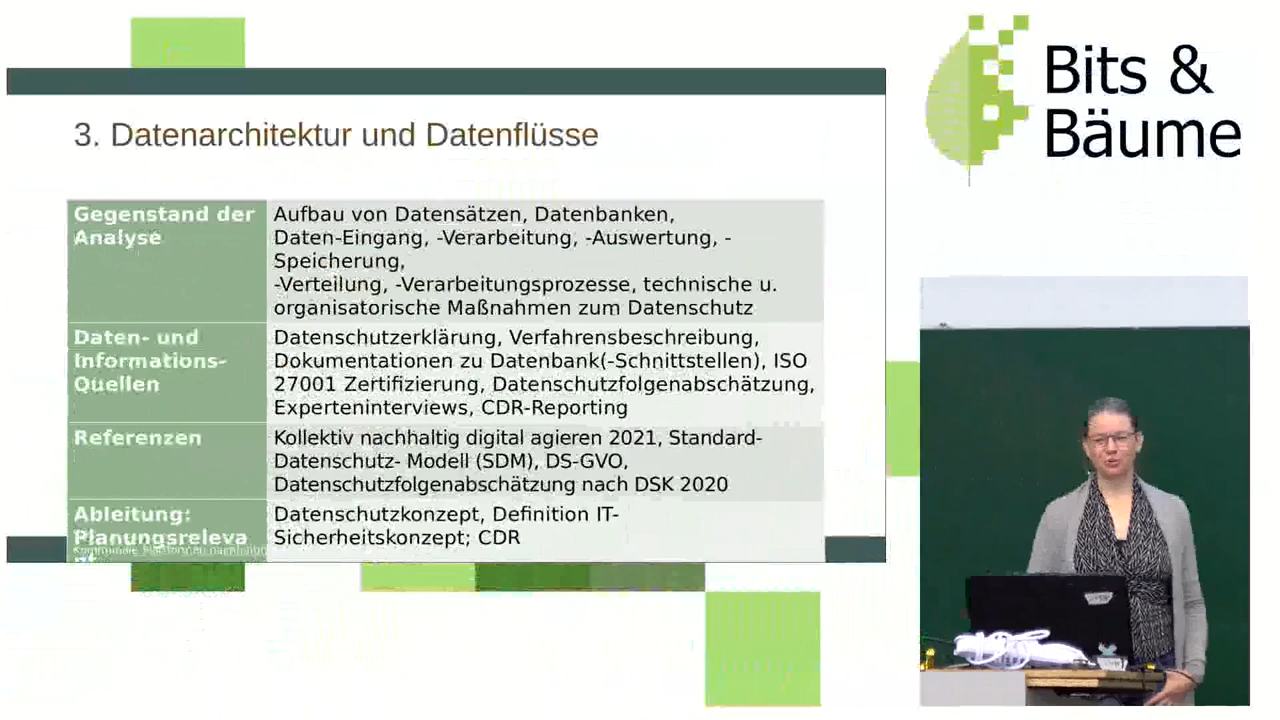 Bits &
Bäume
3. Datenarchitektur und Datenflüsse
Gegenstand der
Analyse
Aufbau von Datensätzen, Datenbanken,
Daten-Eingang, -Verarbeitung, -Auswertung, -
Speicherung,
-Verteilung, -Verarbeitungsprozesse, technische u.
organisatorische Maßnahmen zum Datenschutz
Daten- und
Informations-
Quellen
Datenschutzerklärung, Verfahrensbeschreibung,
Dokumentationen zu Datenbank(-Schnittstellen), ISO
27001 Zertifizierung, Datenschutzfolgenabschätzung,
Experteninterviews, CDR-Reporting
Referenzen
Kollektiv nachhaltig digital agieren 2021, Standard-
Datenschutz- Modell (SDM), DS-GVO,
Datenschutzfolgenabschätzung nach DSK 2020
Ableitung:
Planungsreleva
Datenschutzkonzept, Definition IT-
Sicherheitskonzept; CDR
Kommunale Plattformen